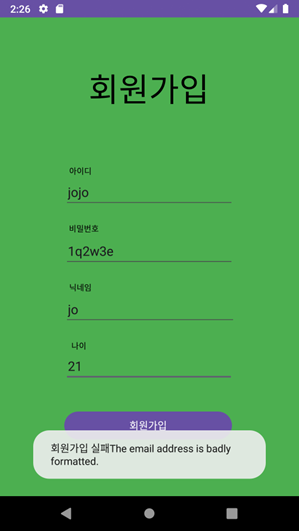 2:26
회원가입
아이디
jojo
비밀번호
1q2w3e
닉네임
jo
나이
21
회원가입
회원가입 실패The email address is badly
formatted.